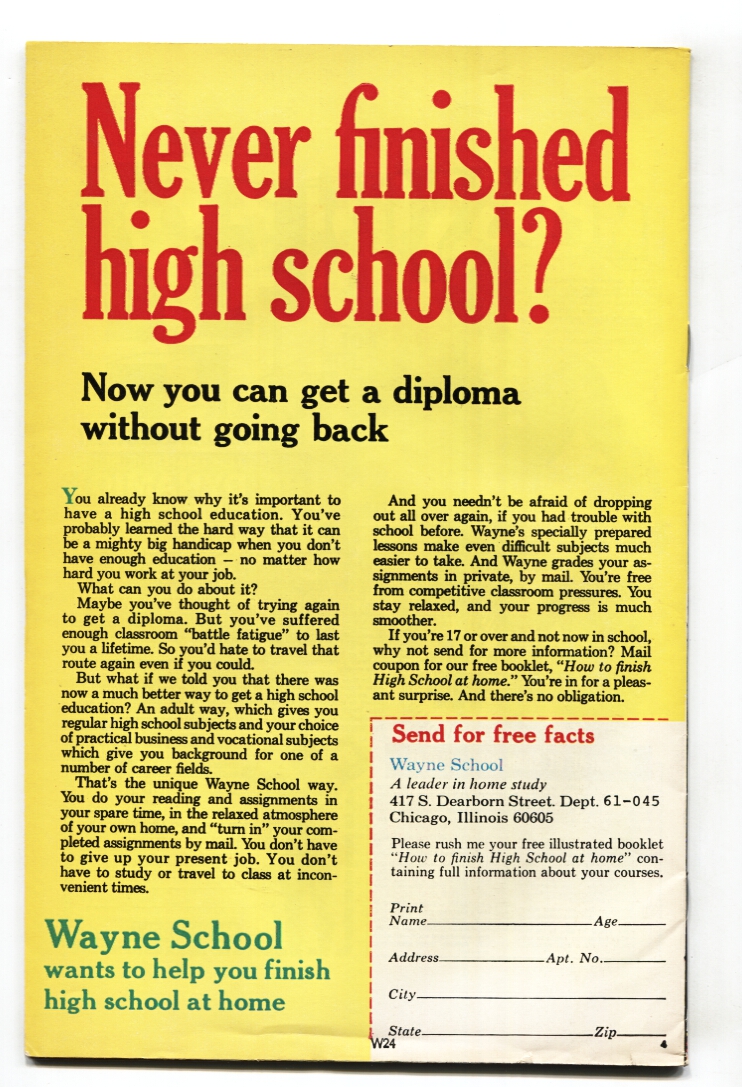 Never finished
high school?
Now you can get a diploma
without going back
You already know why it's important to
have a high school education. You've
probably learned the hard way that it can
be a mighty big handicap when you don't
have enough education – no matter how
hard you work at your job.
What can you do about it?
Maybe you've thought of trying again
to get a diploma. But you've suffered
enough classroom "battle fatigue" to last
you a lifetime. So you'd hate to travel that
route again even if you could.
But what if we told you that there was
now a much better way to get a high school
education? An adult way, which gives you
regular high school subjects and your choice
of practical business and vocational subjects
which give you background for one of a
number of career fields.
That's the unique Wayne School way.
You do your reading and assignments in
your spare time, in the relaxed atmosphere
of your own home, and "turn in" your com-
pleted assignments by mail. You don't have
to give up your present job. You don't
have to study or travel to class at incon-
venient times.
Wayne School
wants to help you finish
high school at home
And you needn't be afraid of dropping
out all over again, if you had trouble with
school before. Wayne's specially prepared
lessons make even difficult subjects much
easier to take. And Wayne grades your as-
signments in private, by mail. You're free
from competitive classroom pressures. You
stay relaxed, and your progress is much
smoother.
If you're 17 or over and not now in school,
why not send for more information? Mail
coupon for our free booklet, "How to finish
High School at home." You're in for a pleas-
ant surprise. And there's no obligation.
Send for free facts
Wayne School
A leader in home study
417 S. Dearborn Street. Dept. 61-045
Chicago, Illinois 60605
Please rush me your free illustrated booklet
"How to finish High School at home" con-
taining full information about your courses.
Print
Name Age
Address Apt. No.
City
State Zip
W24 4